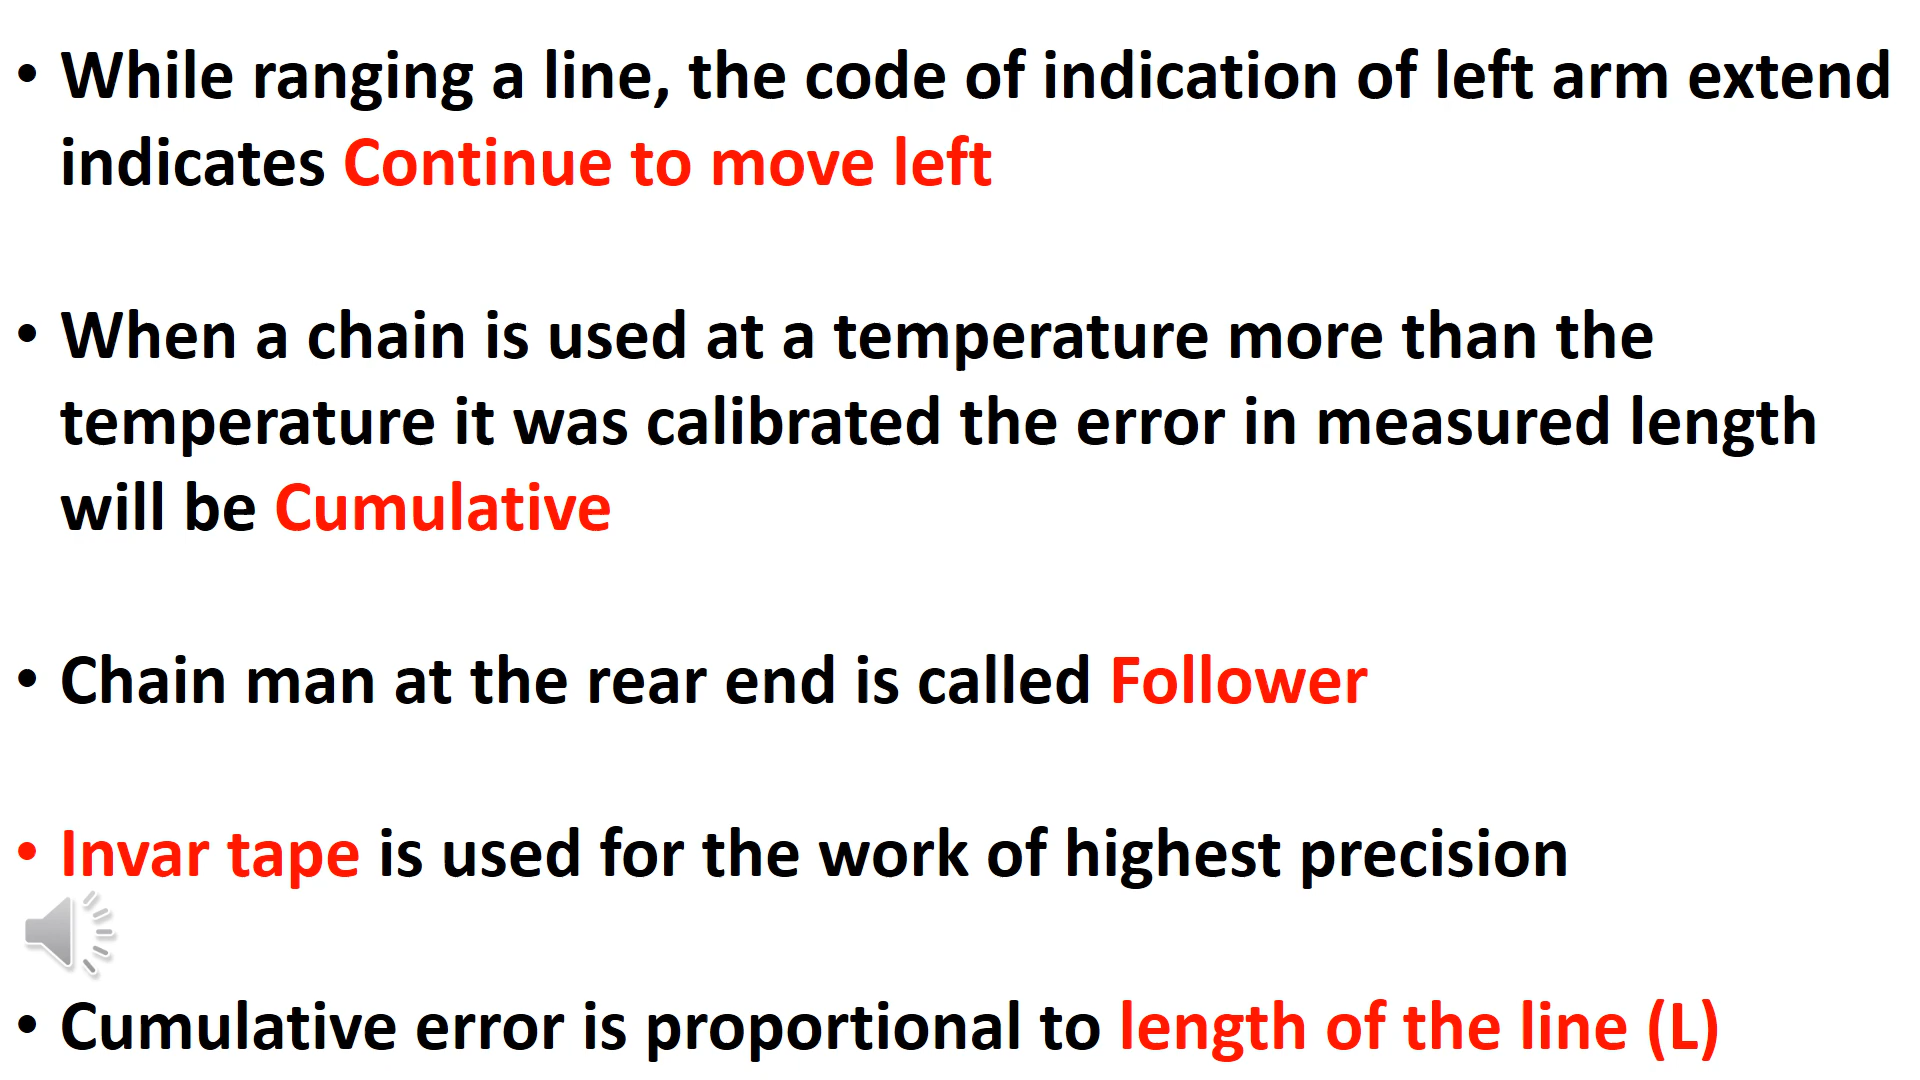 • While ranging a line, the code of indication of left arm extend
indicates Continue to move left
• When a chain is used at a temperature more than the
temperature it was calibrated the error in measured length
will be Cumulative
• Chain man at the rear end is called Follower
• Invar tape is used for the work of highest precision
• Cumulative error is proportional to length of the line (L)